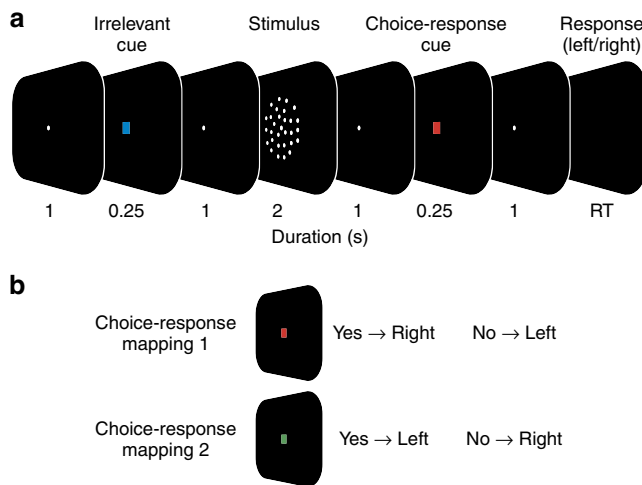 a
Irrelevant cue
Stimulus
Choice-response cue
Response (left/right)
1 0.25 1 2 1 0.25 1 RT
Duration (s)
b
Choice-response mapping 1
Yes → Right No → Left
Choice-response mapping 2
Yes → Left No → Right